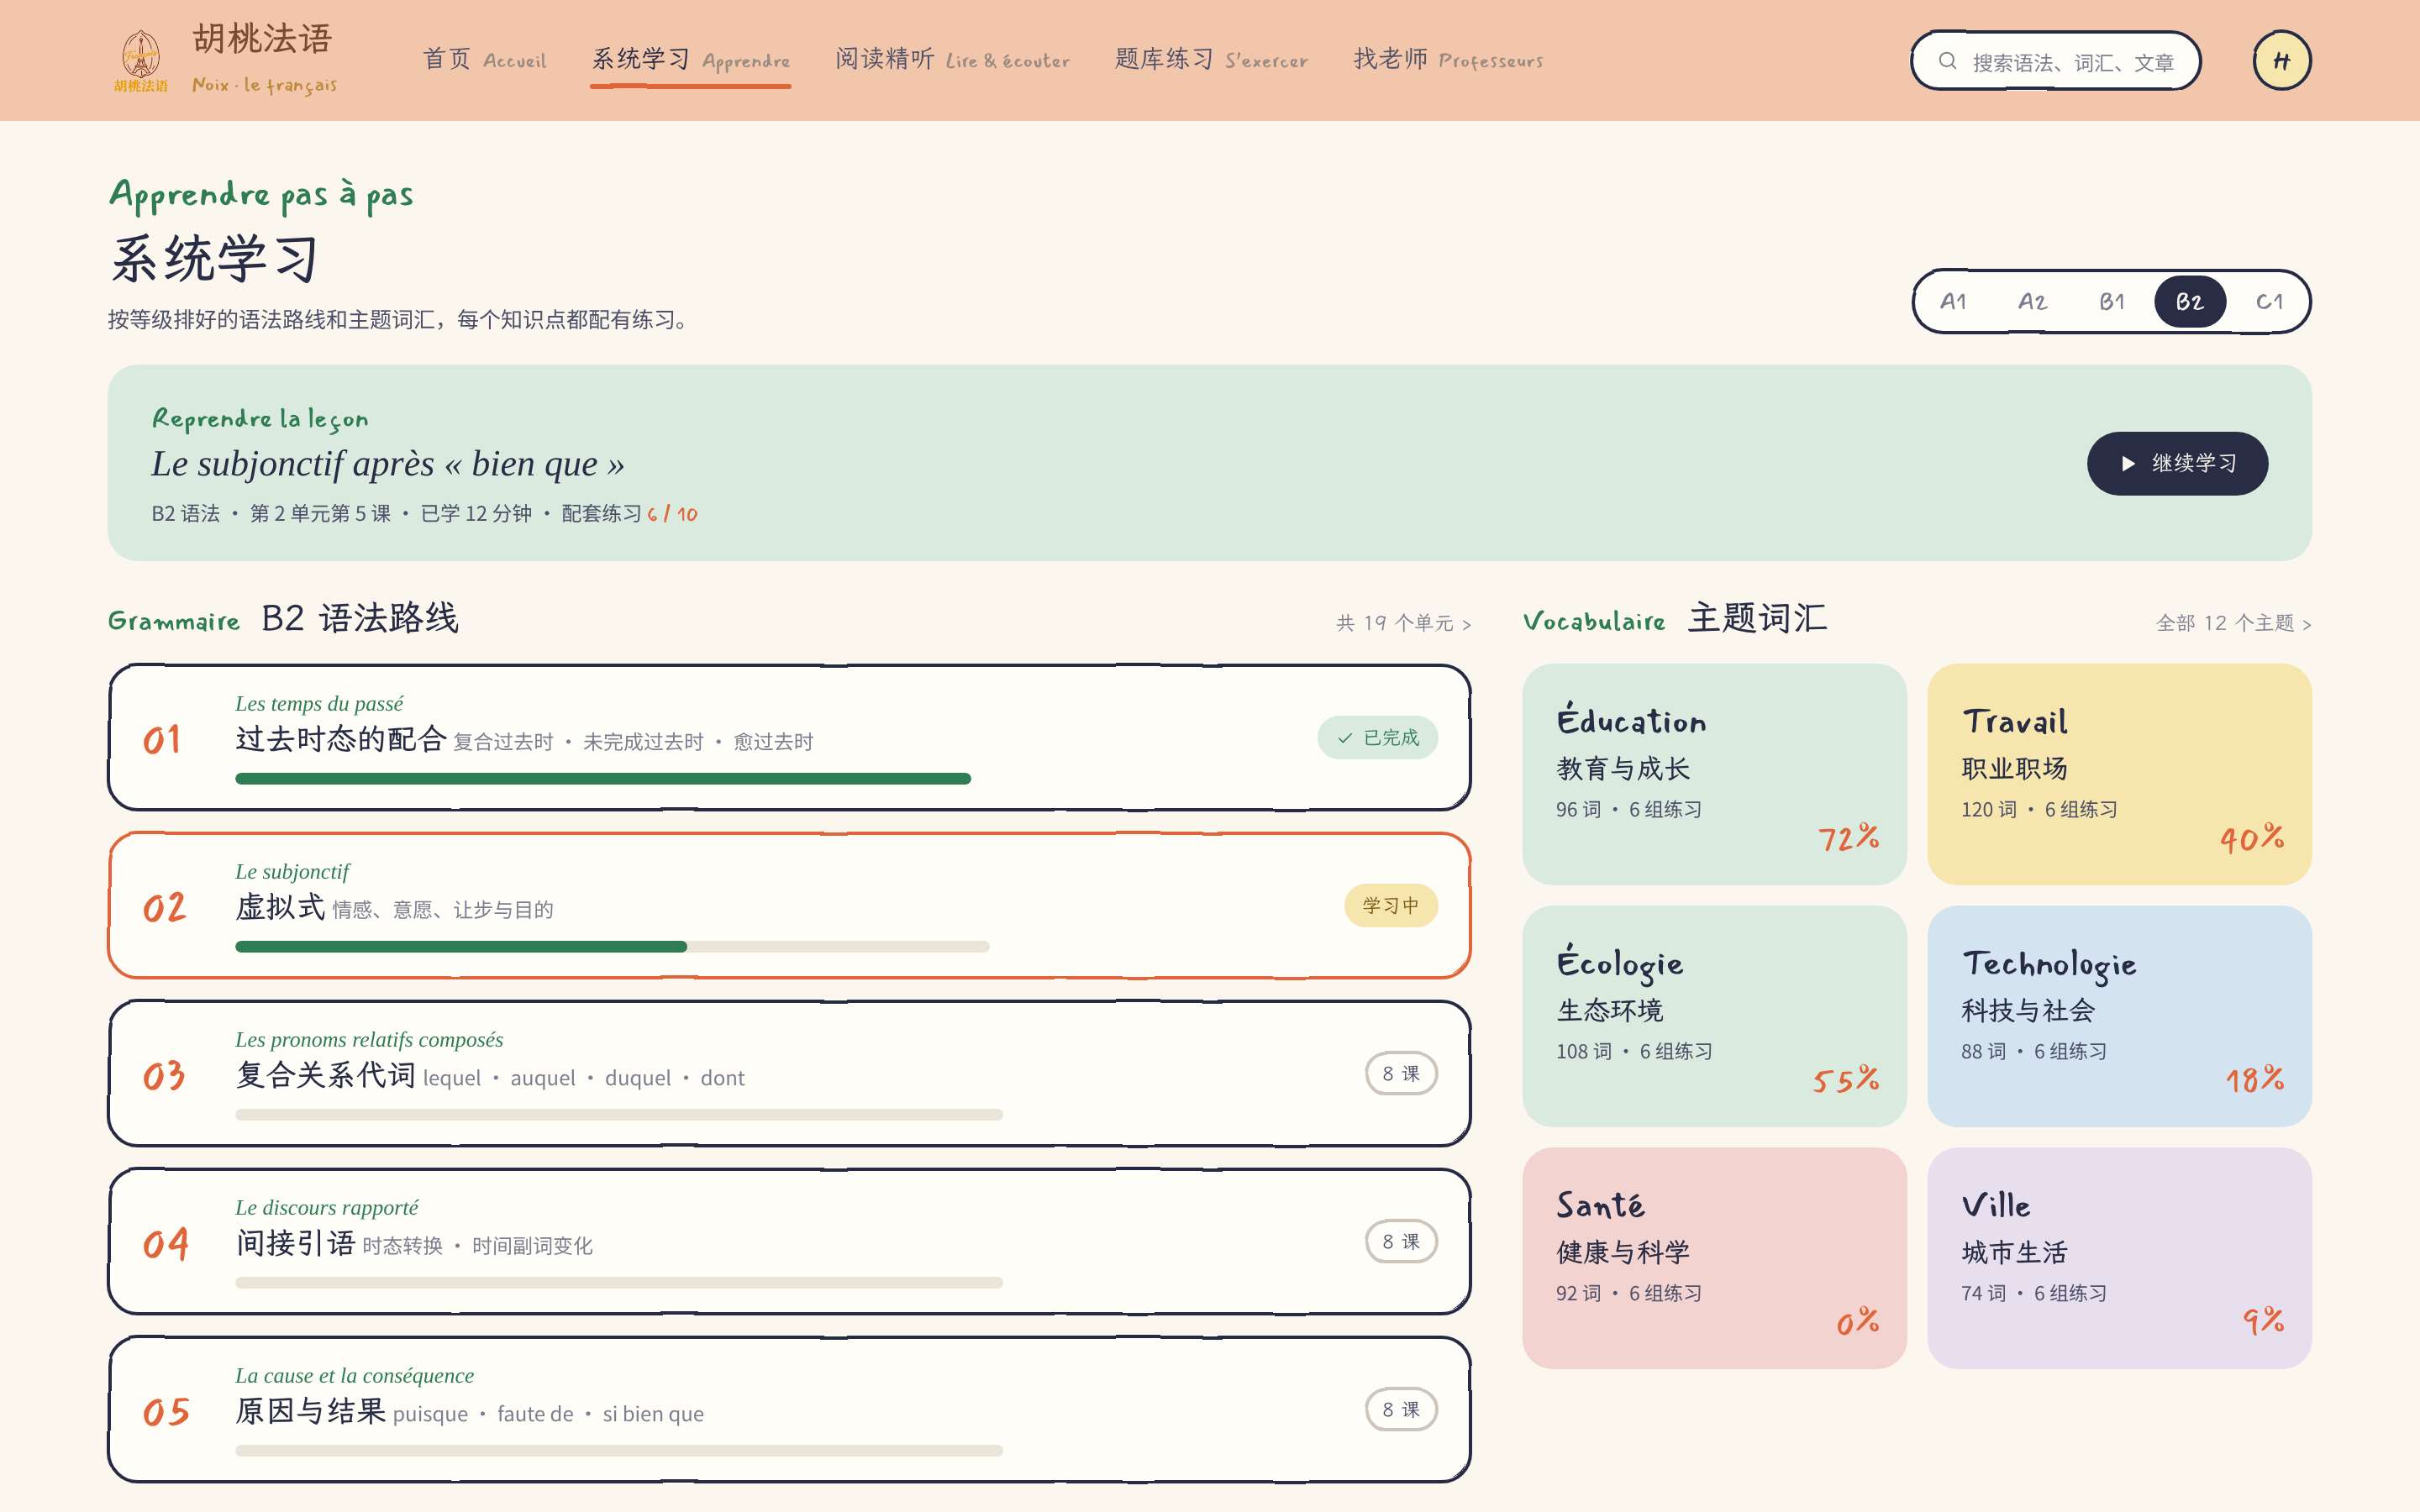 Français
胡桃法语
胡桃法语
Noix · le français
首页 Accueil
系统学习 Apprendre
阅读精听 Lire & écouter
题库练习 S'exercer
找老师 Professeurs
搜索语法、词汇、文章
H
Apprendre pas à pas
系统学习
按等级排好的语法路线和主题词汇，每个知识点都配有练习。
A1 A2 B1 B2 C1
Reprendre la leçon
Le subjonctif après « bien que »
B2 语法 · 第 2 单元第 5 课 · 已学 12 分钟 · 配套练习 6 / 10
继续学习
Grammaire B2 语法路线
共 19 个单元 >
01
Les temps du passé
过去时态的配合 复合过去时 · 未完成过去时 · 愈过去时
已完成
02
Le subjonctif
虚拟式 情感、意愿、让步与目的
学习中
03
Les pronoms relatifs composés
复合关系代词 lequel · auquel · duquel · dont
8 课
04
Le discours rapporté
间接引语 时态转换 · 时间副词变化
8 课
05
La cause et la conséquence
原因与结果 puisque · faute de · si bien que
8 课
Vocabulaire 主题词汇
全部 12 个主题 >
Éducation
教育与成长
96 词 · 6 组练习
72%
Travail
职业职场
120 词 · 6 组练习
40%
Écologie
生态环境
108 词 · 6 组练习
55%
Technologie
科技与社会
88 词 · 6 组练习
18%
Santé
健康与科学
92 词 · 6 组练习
0%
Ville
城市生活
74 词 · 6 组练习
9%